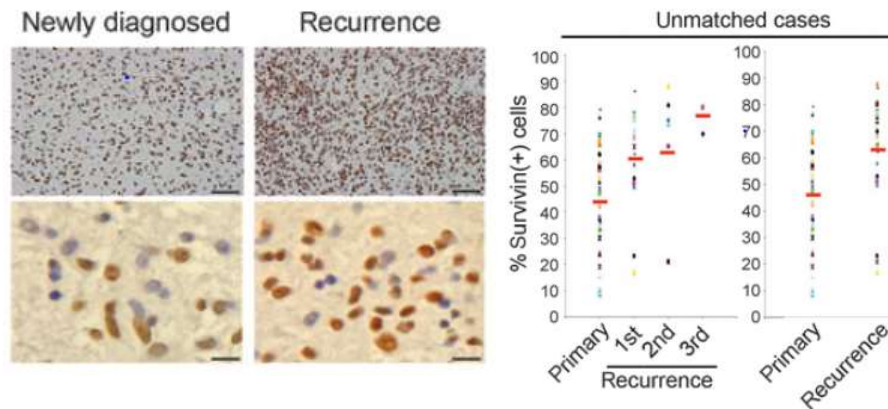 Newly diagnosed
Recurrence
Unmatched cases
% Survivin(+) cells
100
90
80
70
60
50
40
30
20
10
0
Primary
1st
2nd
3rd
Recurrence
100
90
80
70
60
50
40
30
20
10
0
Primary
Recurrence